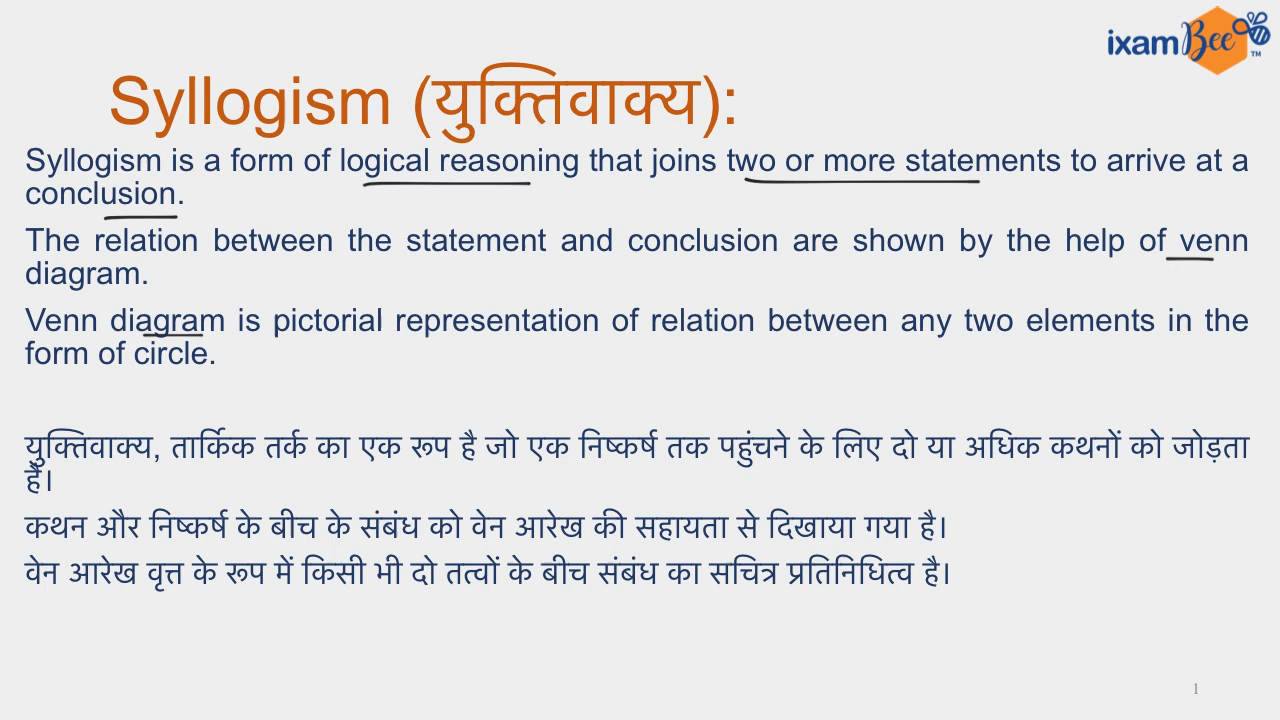 ixamBee™
Syllogism (युक्तिवाक्य):
Syllogism is a form of logical reasoning that joins two or more statements to arrive at a
conclusion.
The relation between the statement and conclusion are shown by the help of venn
diagram.
Venn diagram is pictorial representation of relation between any two elements in the
form of circle.
युक्तिवाक्य, तार्किक तर्क का एक रूप है जो एक निष्कर्ष तक पहुंचने के लिए दो या अधिक कथनों को जोड़ता
है।
कथन और निष्कर्ष के बीच के संबंध को वेन आरेख की सहायता से दिखाया गया है।
वेन आरेख वृत्त के रूप में किसी भी दो तत्वों के बीच संबंध का सचित्र प्रतिनिधित्व है।
1